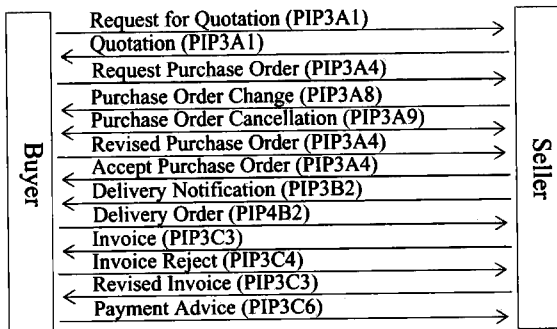 Request for Quotation (PIP3A1)
Quotation (PIP3A1)
Request Purchase Order (PIP3A4)
Purchase Order Change (PIP3A8)
Purchase Order Cancellation (PIP3A9)
Revised Purchase Order (PIP3A4)
Accept Purchase Order (PIP3A4)
Delivery Notification (PIP3B2)
Delivery Order (PIP4B2)
Invoice (PIP3C3)
Invoice Reject (PIP3C4)
Revised Invoice (PIP3C3)
Payment Advice (PIP3C6)
Buyer
Seller